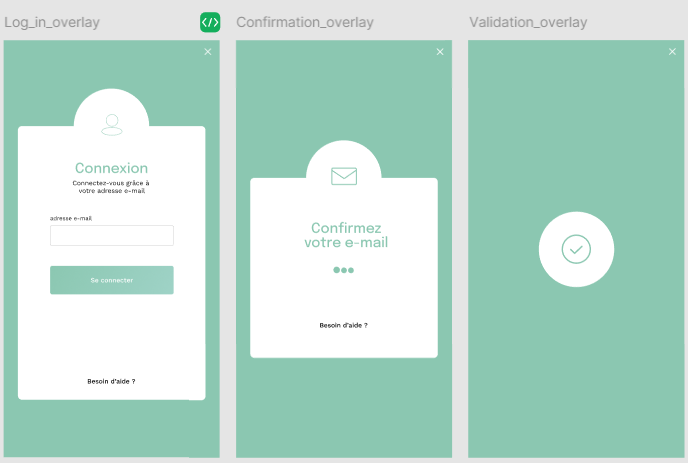 Log_in_overlay
</>
Confirmation_overlay
Validation_overlay
Connexion
Connectez-vous grâce à
votre adresse e-mail
adresse e-mail
Se connecter
Besoin d'aide ?
Confirmez
votre e-mail
Besoin d'aide ?